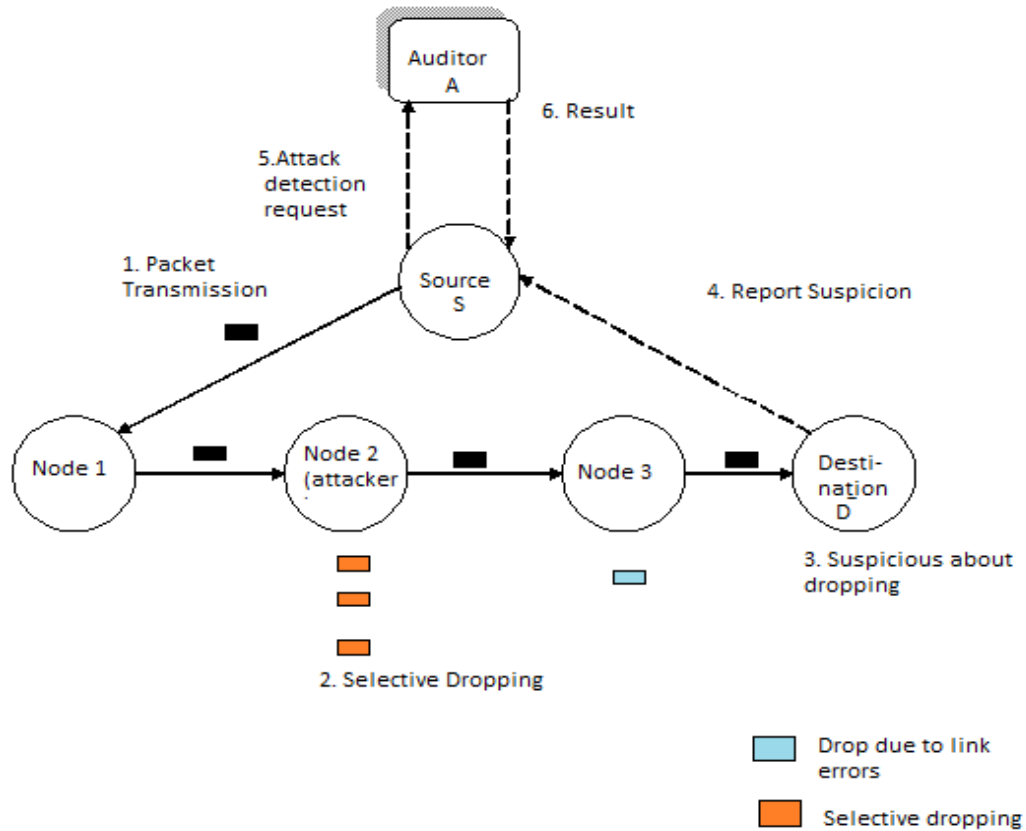 Auditor
A
6. Result
5.Attack
detection
request
1. Packet
Transmission
Source
S
4. Report Suspicion
Node 1
Node 2
(attacker
Node 3
Desti-
nation
D
3. Suspicious about
dropping
2. Selective Dropping
Drop due to link
errors
Selective dropping